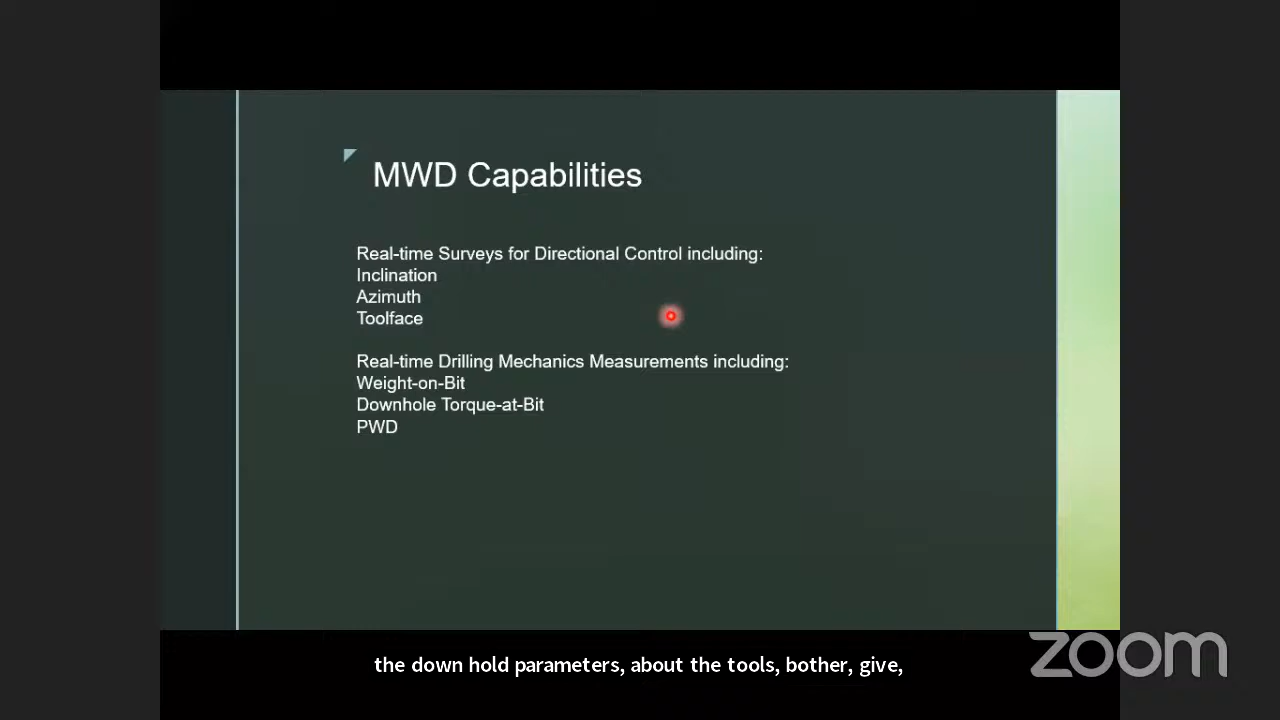 MWD Capabilities
Real-time Surveys for Directional Control including:
Inclination
Azimuth
Toolface
Real-time Drilling Mechanics Measurements including:
Weight-on-Bit
Downhole Torque-at-Bit
PWD
the down hold parameters, about the tools, bother, give,
zoom